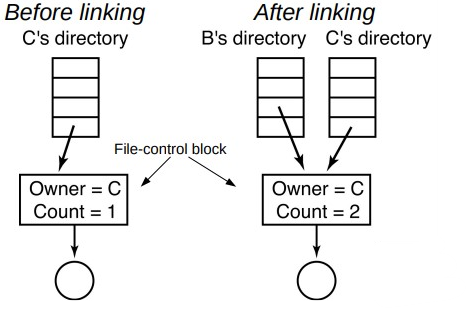 Before linking
After linking
C's directory
B's directory
C's directory
File-control block
Owner = C
Count = 1
Owner = C
Count = 2